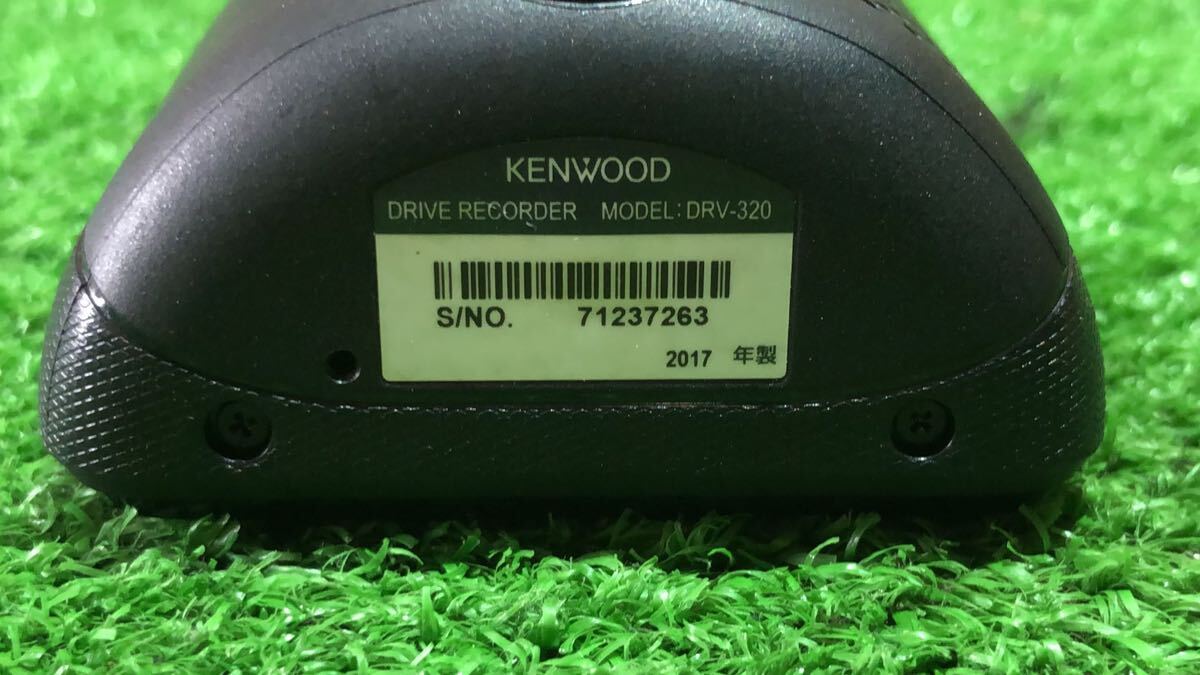 KENWOOD
DRIVE RECORDER MODEL: DRV-320
S/NO. 71237263
2017 年製